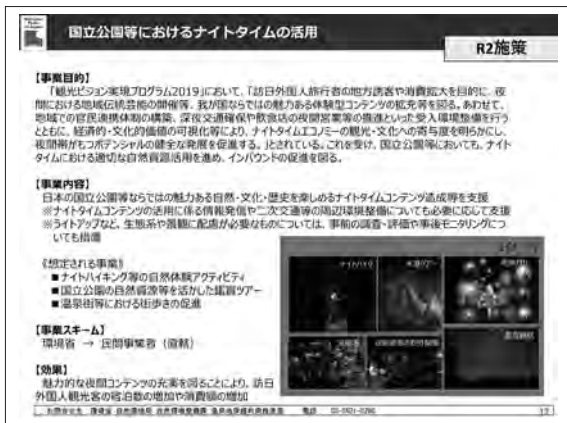 国立公園等におけるナイトタイムの活用
R2施策
【事業目的】
「観光ビジョン実現プログラム2019」において、「訪日外国人旅行者の地方誘客や消費拡大を目的に、夜
間における地域伝統芸能の開催等、我が国ならではの魅力ある体験型コンテンツの拡充等を図る。あわせて、
地域での官民連携体制の構築、深夜交通確保や飲食店の夜間営業等の推進といった受入環境整備を行う
とともに、経済的・文化的価値の可視化等により、ナイトタイムエコノミーの観光・文化への寄与度を明らかにし、
夜間帯がもつポテンシャルの健全な発展を促進する。」とされている。これを受け、国立公園等においても、ナイト
タイムにおける適切な自然資源活用を進め、インバウンドの促進を図る。
【事業内容】
日本の国立公園等ならではの魅力ある自然・文化・歴史を楽しめるナイトタイムコンテンツ造成等を支援
※ナイトタイムコンテンツの活用に係る情報発信や二次交通等の周辺環境整備についても必要に応じて支援
※ライトアップなど、生態系や景観に配慮が必要なものについては、事前の調査・評価や事後モニタリングにつ
いても措置
《想定される事業》
■ナイトハイキング等の自然体験アクティビティ
■国立公園の自然資源等を活かした鑑賞ツアー
■温泉街等における街歩きの促進
【事業スキーム】
環境省 → 民間事業者(直轄)
【効果】
魅力的な夜間コンテンツの充実を図ることにより、訪日
外国人観光客の宿泊数の増加や消費額の増加
ナイトハイク